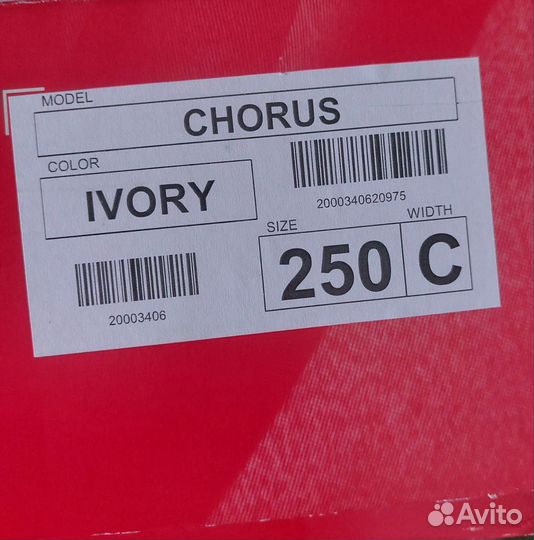 MODEL
CHORUS
COLOR
IVORY
2000340620975
SIZE
WIDTH
250
C
20003406
Avito